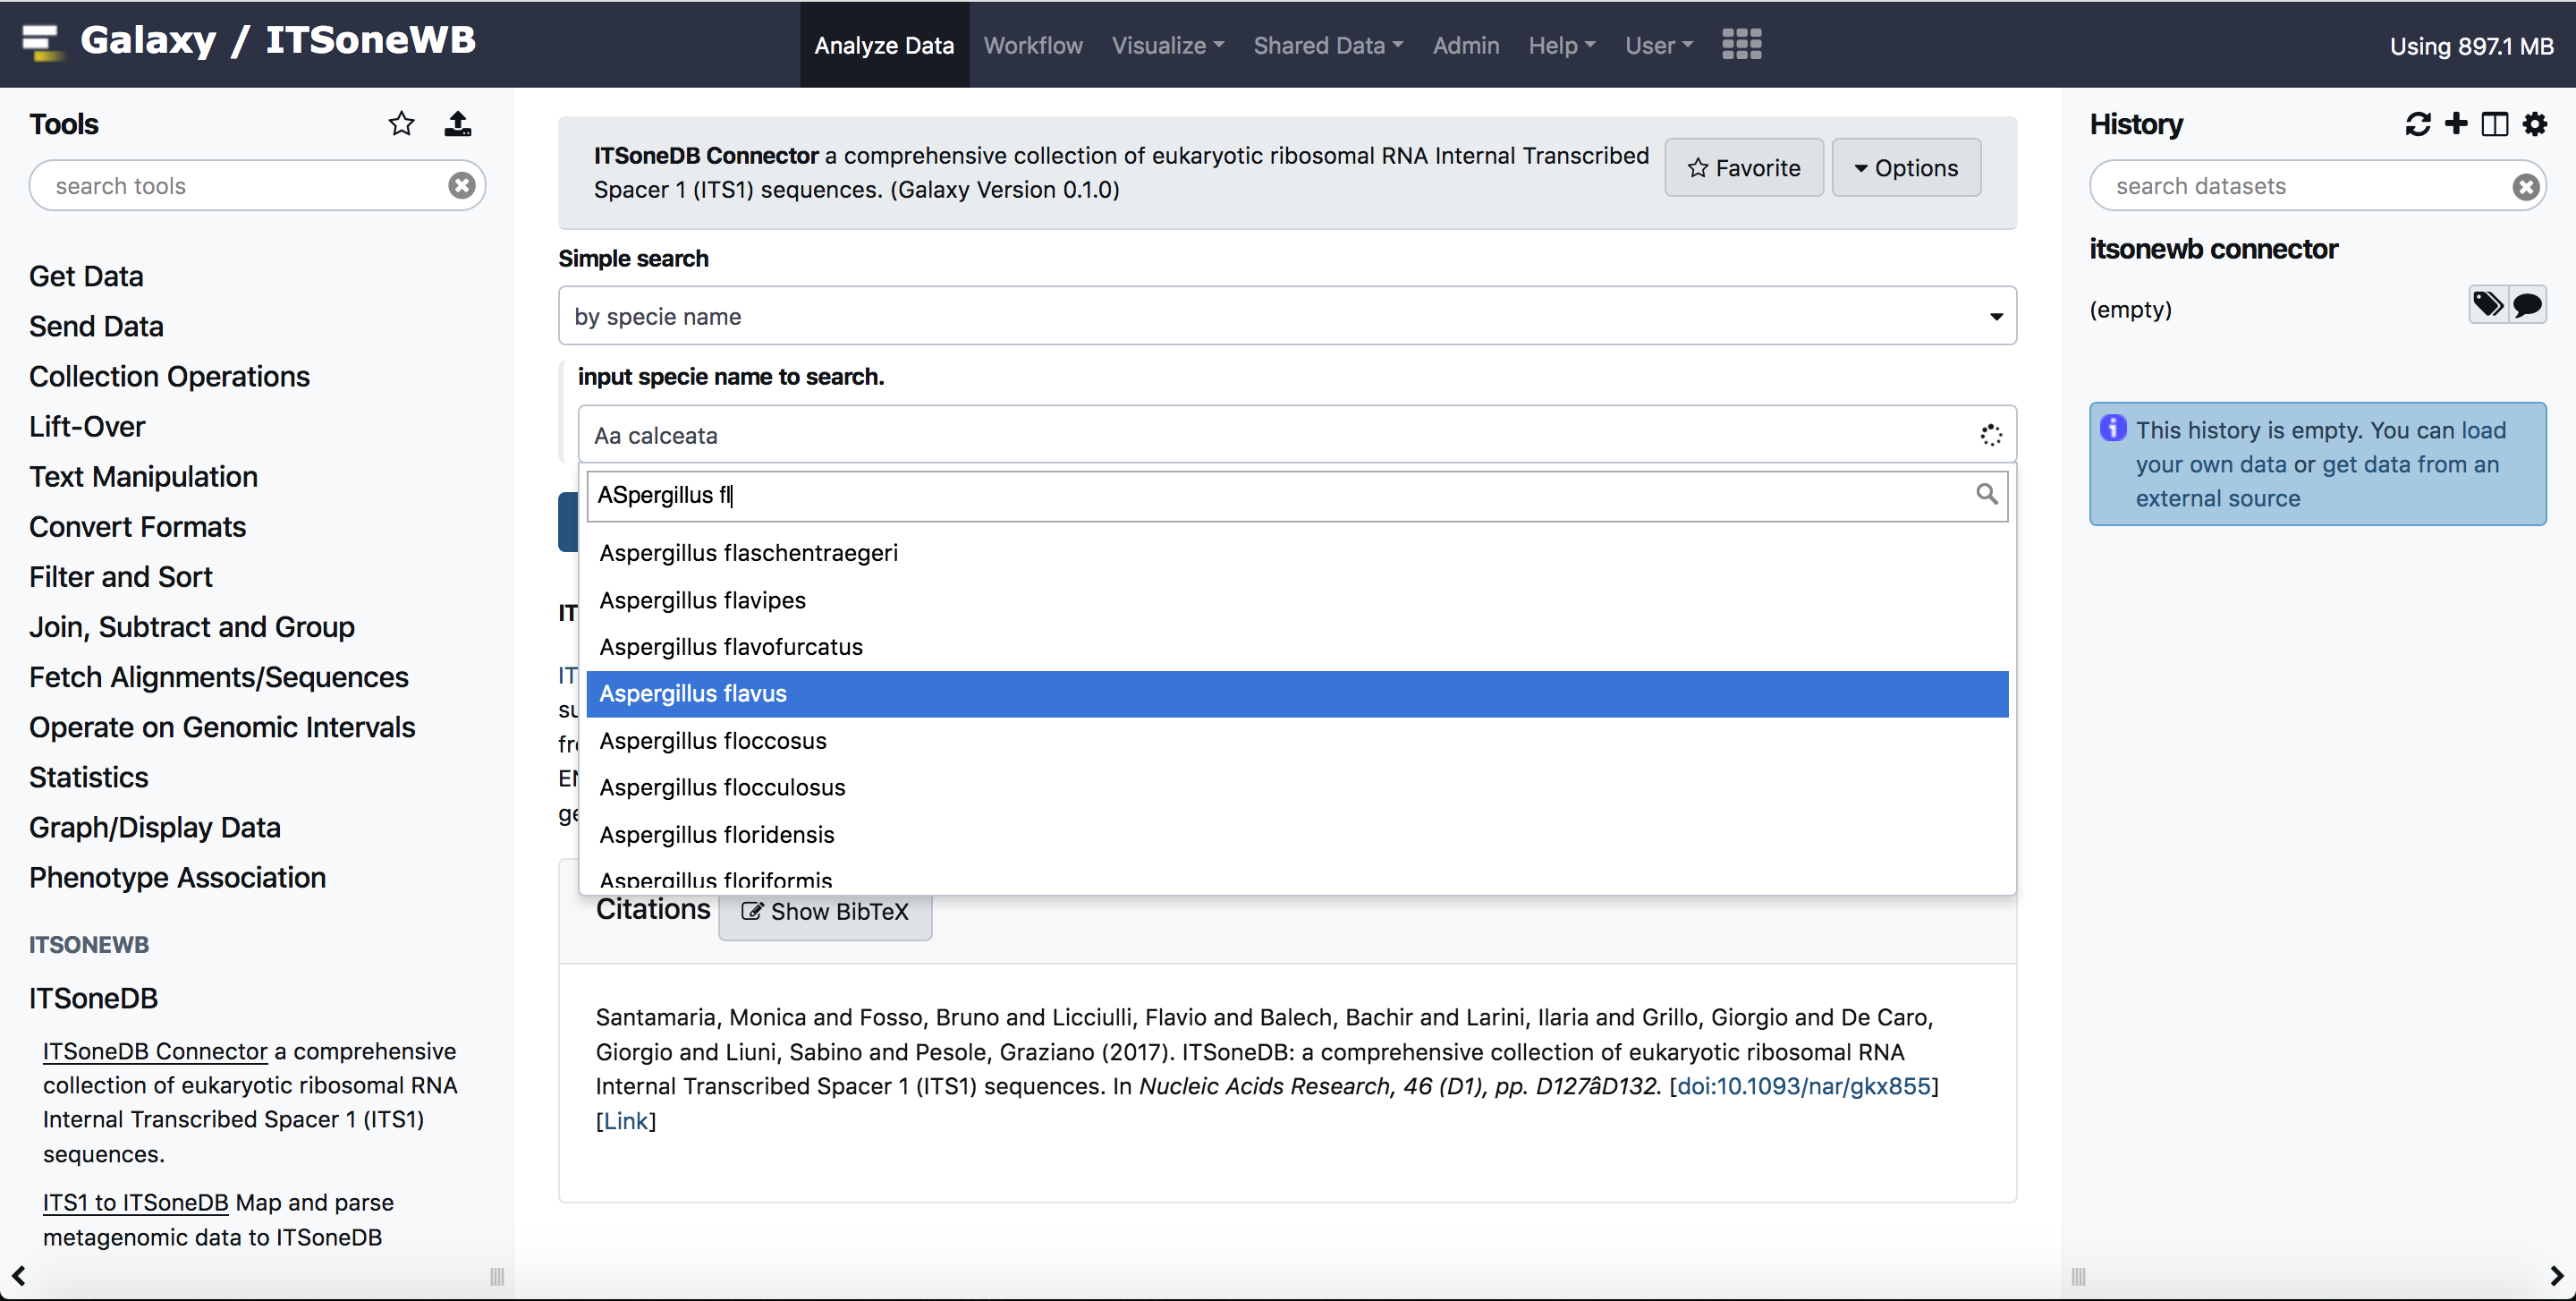 Galaxy / ITSoneWB
Analyze Data
Workflow
Visualize
Shared Data
Admin
Help
User
Using 897.1 MB
Tools
search tools
Get Data
Send Data
Collection Operations
Lift-Over
Text Manipulation
Convert Formats
Filter and Sort
Join, Subtract and Group
Fetch Alignments/Sequences
Operate on Genomic Intervals
Statistics
Graph/Display Data
Phenotype Association
ITSONEWB
ITSoneDB
ITSoneDB Connector a comprehensive
collection of eukaryotic ribosomal RNA
Internal Transcribed Spacer 1 (ITS1)
sequences.
ITS1 to ITSoneDB Map and parse
metagenomic data to ITSoneDB
ITSoneDB Connector a comprehensive collection of eukaryotic ribosomal RNA Internal Transcribed
Spacer 1 (ITS1) sequences. (Galaxy Version 0.1.0)
Favorite
Options
Simple search
by specie name
input specie name to search.
Aa calceata
ASpergillus fl
Aspergillus flaschentraegeri
Aspergillus flavipes
Aspergillus flavofurcatus
Aspergillus flavus
Aspergillus floccosus
Aspergillus flocculosus
Aspergillus floridensis
Aspergillus floriformis
Citations
Show BibTeX
Santamaria, Monica and Fosso, Bruno and Licciulli, Flavio and Balech, Bachir and Larini, Ilaria and Grillo, Giorgio and De Caro,
Giorgio and Liuni, Sabino and Pesole, Graziano (2017). ITSoneDB: a comprehensive collection of eukaryotic ribosomal RNA
Internal Transcribed Spacer 1 (ITS1) sequences. In Nucleic Acids Research, 46 (D1), pp. D127âD132. [doi:10.1093/nar/gkx855]
[Link]
History
search datasets
itsonewb connector
(empty)
This history is empty. You can load
your own data or get data from an
external source